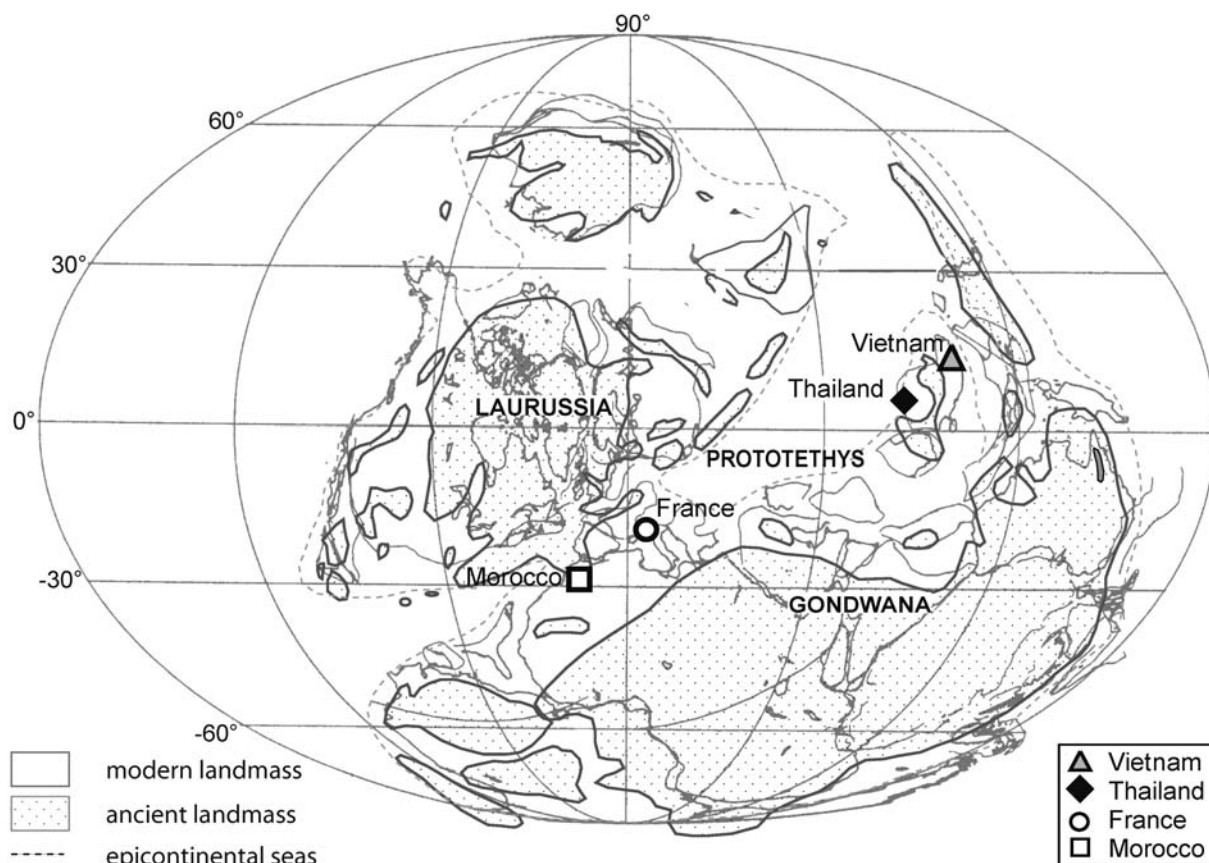 90°
60°
30°
Vietnam
Thailand
LAURUSSIA
0°
PROTOTETHYS
France
-30°
Morocco
GONDWANA
-60°
modern landmass
ancient landmass
epicontinental seas
Vietnam
Thailand
France
Morocco